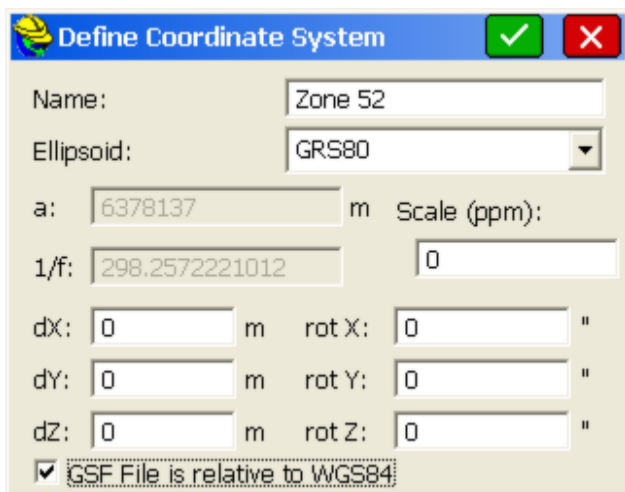 Define Coordinate System
Name: Zone 52
Ellipsoid: GRS80
a: 6378137 m Scale (ppm):
1/f: 298.2572221012 0
dX: 0 m rot X: 0 "
dY: 0 m rot Y: 0 "
dZ: 0 m rot Z: 0 "
GSF File is relative to WGS84